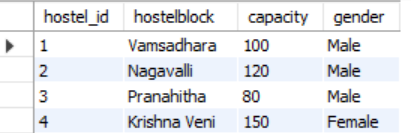 hostel_id hostelblock capacity gender
1 Vamsadhara 100 Male
2 Nagavalli 120 Male
3 Pranahitha 80 Male
4 Krishna Veni 150 Female